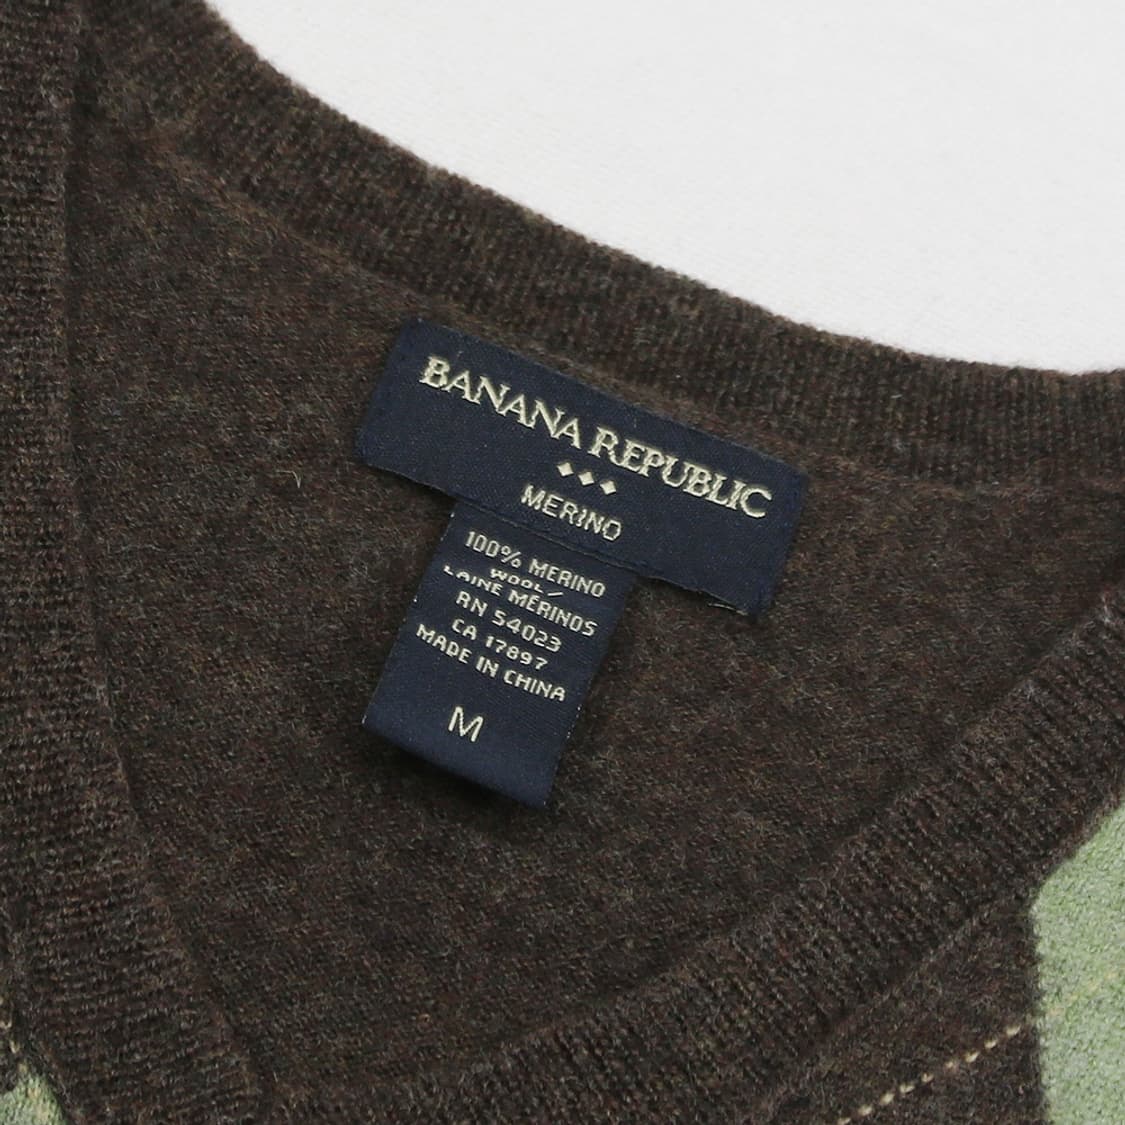 BANANA REPUBLIC
MERINO
100% MERINO
WOOL/
LAINE MÉRINOS
RN 54023
CA 17897
MADE IN CHINA
M